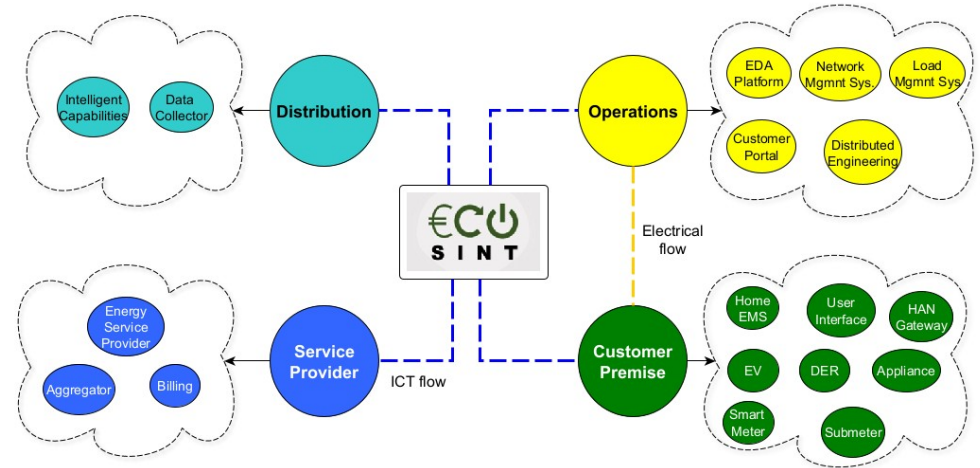 Intelligent
Capabilities
Data
Collector
Distribution
Operations
EDA
Platform
Network
Mgmnt Sys.
Load
Mgmnt Sys
Customer
Portal
Distributed
Engineering
€CO
SINT
Electrical
flow
Energy
Service
Provider
Aggregator
Billing
Service
Provider
ICT flow
Customer
Premise
Home
EMS
User
Interface
HAN
Gateway
EV
DER
Appliance
Smart
Meter
Submeter